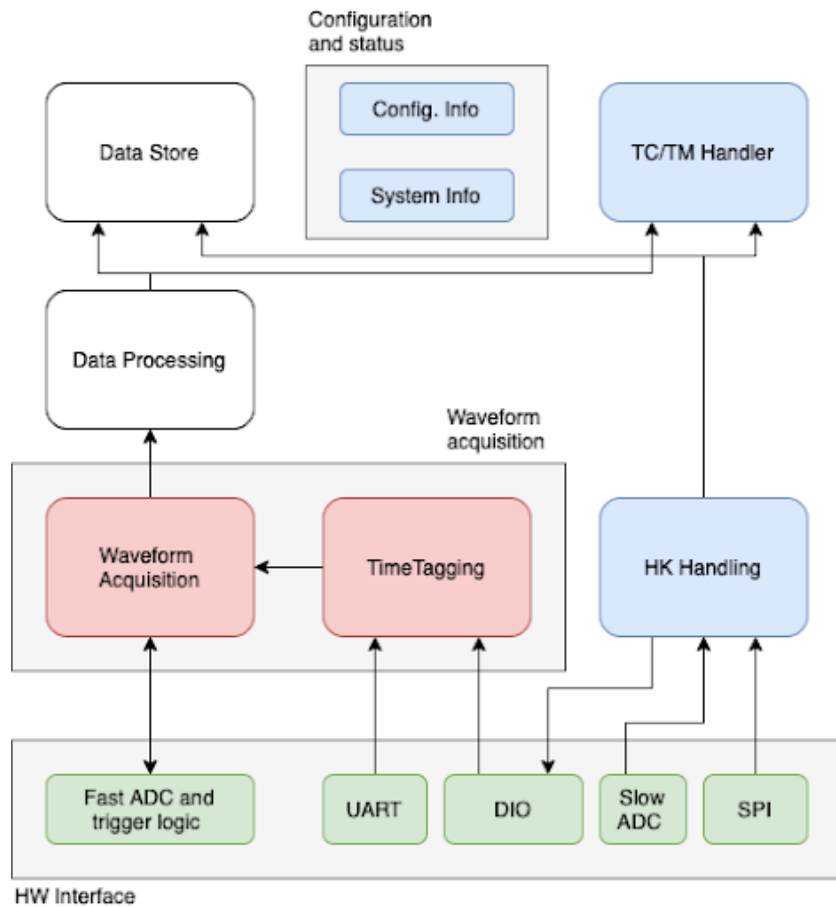 Configuration
and status
Config. Info
Data Store
TC/TM Handler
System Info
Data Processing
Waveform
acquisition
Waveform
Acquisition
TimeTagging
HK Handling
Fast ADC and
trigger logic
UART
DIO
Slow
ADC
SPI
HW Interface